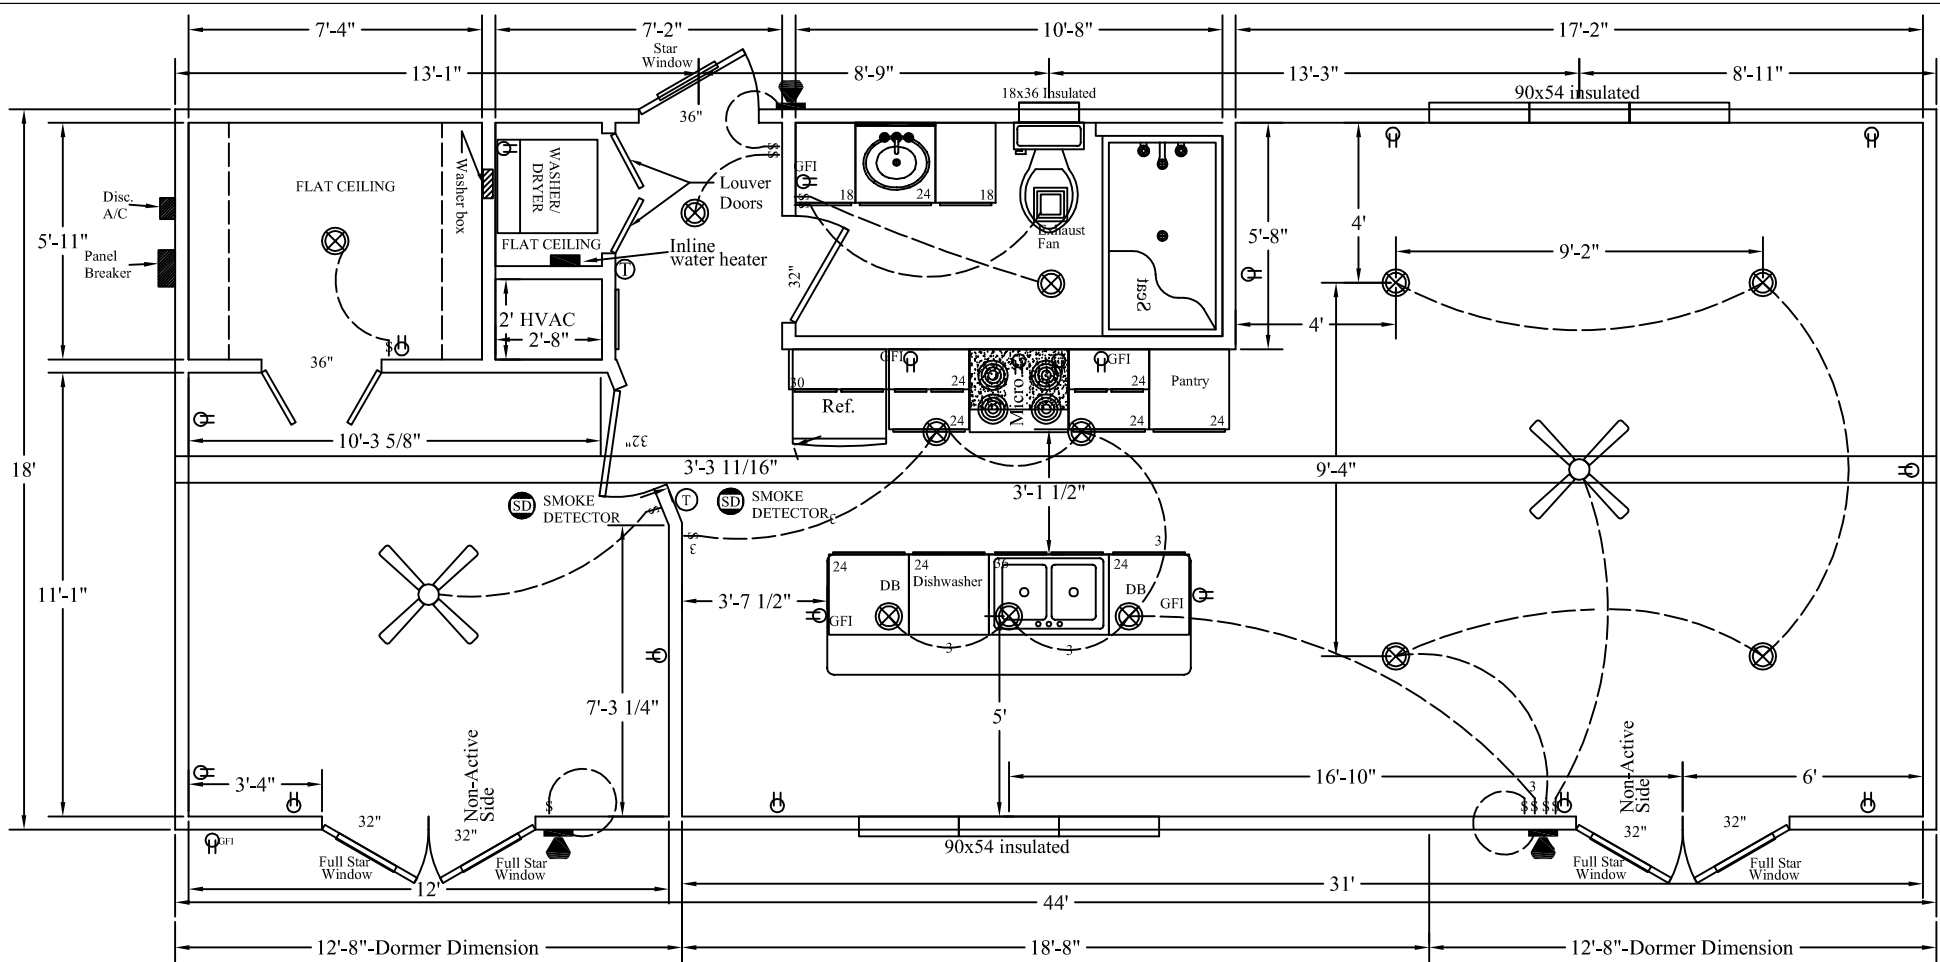 7'-4"
7'-2"
10'-8"
17'-2"
Star
Window
13'-1"
8'-9"
13'-3"
8'-11"
18x36 Insulated
90x54 insulated
36"
FLAT CEILING
Washer box
WASHER/
DRYER
GFI
Louver
Doors
18
24
18
Disc.
A/C
5'-11"
Panel
Breaker
FLAT CEILING
Inline
water heater
T
Exhaust
Fan
5'-8"
4'
9'-2"
32"
Seat
2' HVAC
2'-8"
4'
36"
GFI
GFI
30
24
24
Pantry
Ref.
Micro.
24
24
24
10'-3 5/8"
32"
18'
3'-3 11/16"
9'-4"
3'-1 1/2"
SD
SMOKE
DETECTOR
T
SD
SMOKE
DETECTOR
3
$
$
3
3
24
24
36
24
DB
Dishwasher
DB
GFI
GFI
11'-1"
3'-7 1/2"
3
3
7'-3 1/4"
5'
Non-Active
Side
Non-Active
Side
3'-4"
16'-10"
6'
3
$
$$ $$
32"
32"
32"
32"
GFI
90x54 insulated
Full Star
Window
Full Star
Window
Full Star
Window
Full Star
Window
12'
31'
44'
12'-8"-Dormer Dimension
18'-8"
12'-8"-Dormer Dimension